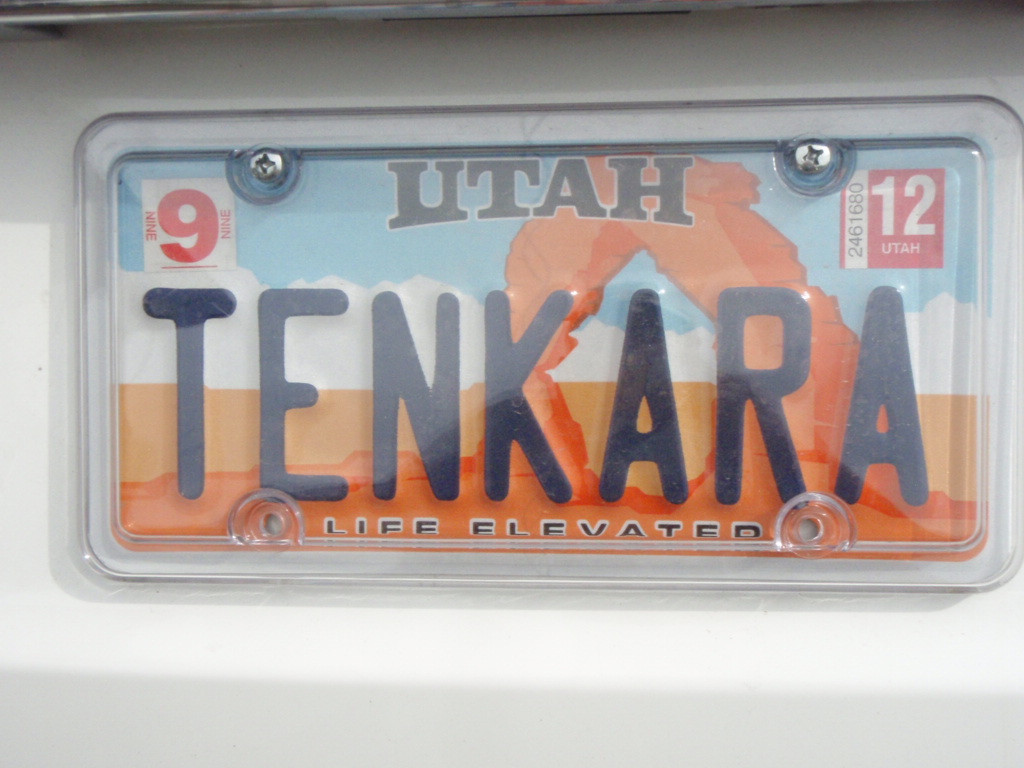 UTAH
9
NINE
NINE
2461680
12
UTAH
TENKARA
LIFE ELEVATED